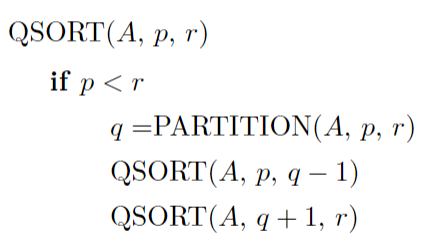 QSORT(A, p, r)
if p < r
q =PARTITION(A, p, r)
QSORT(A, p, q − 1)
QSORT(A, q + 1, r)